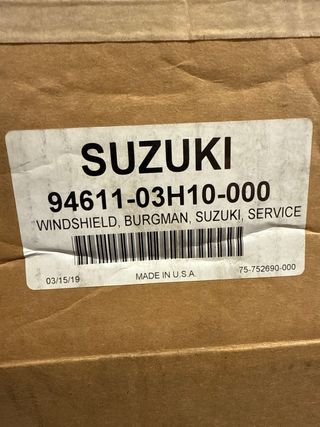 SUZUKI
94611-03H10-000
WINDSHIELD, BURGMAN, SUZUKI, SERVICE
03/15/19 MADE IN U.S.A. 75-752690-000